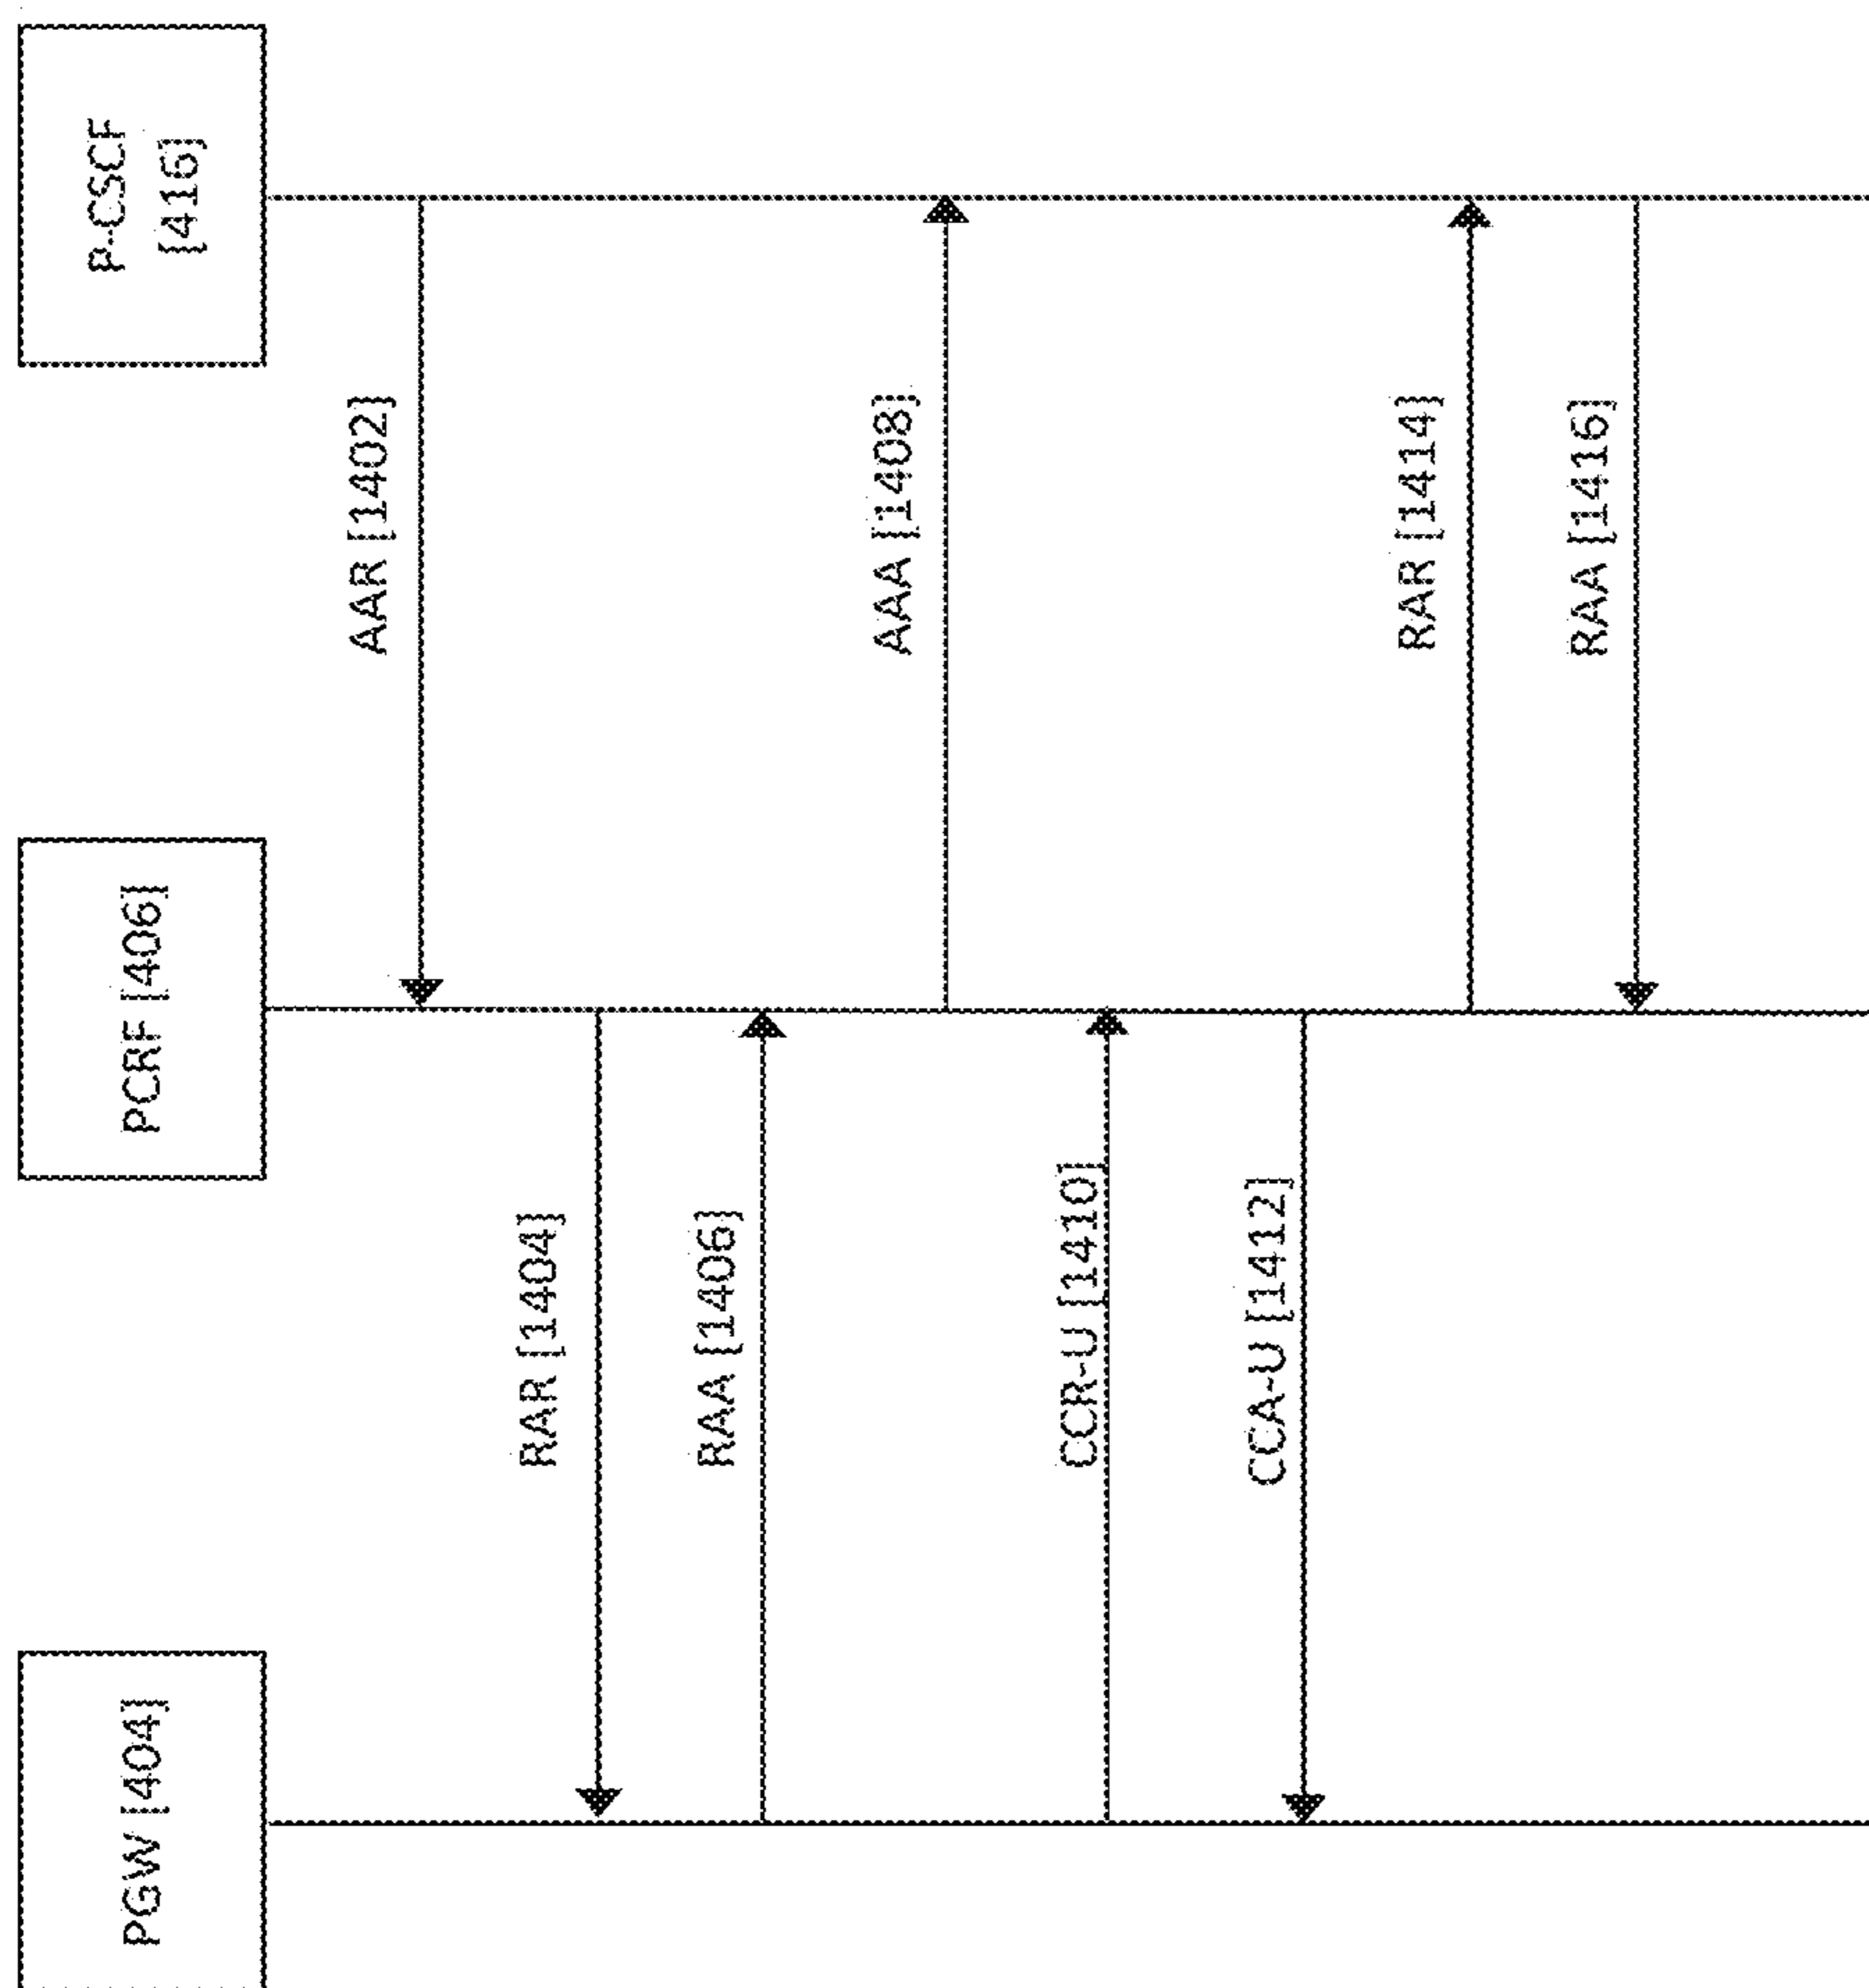 PGW [404]
PCRF [406]
P-CSCF
[416]
AAR [1402]
RAR [1404]
RAA [1406]
AAA [1408]
CCR-U [1410]
CCA-U [1412]
RAR [1414]
RAA [1416]